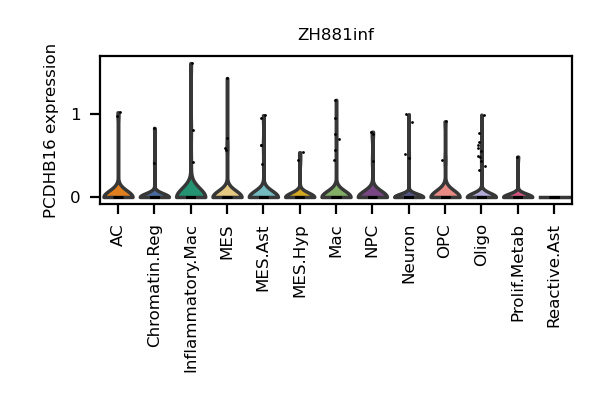 ZH881inf
PCDHB16 expression
1
0
AC
Chromatin.Reg
Inflammatory.Mac
MES
MES.Ast
MES.Hyp
Mac
NPC
Neuron
OPC
Oligo
Prolif.Metab
Reactive.Ast